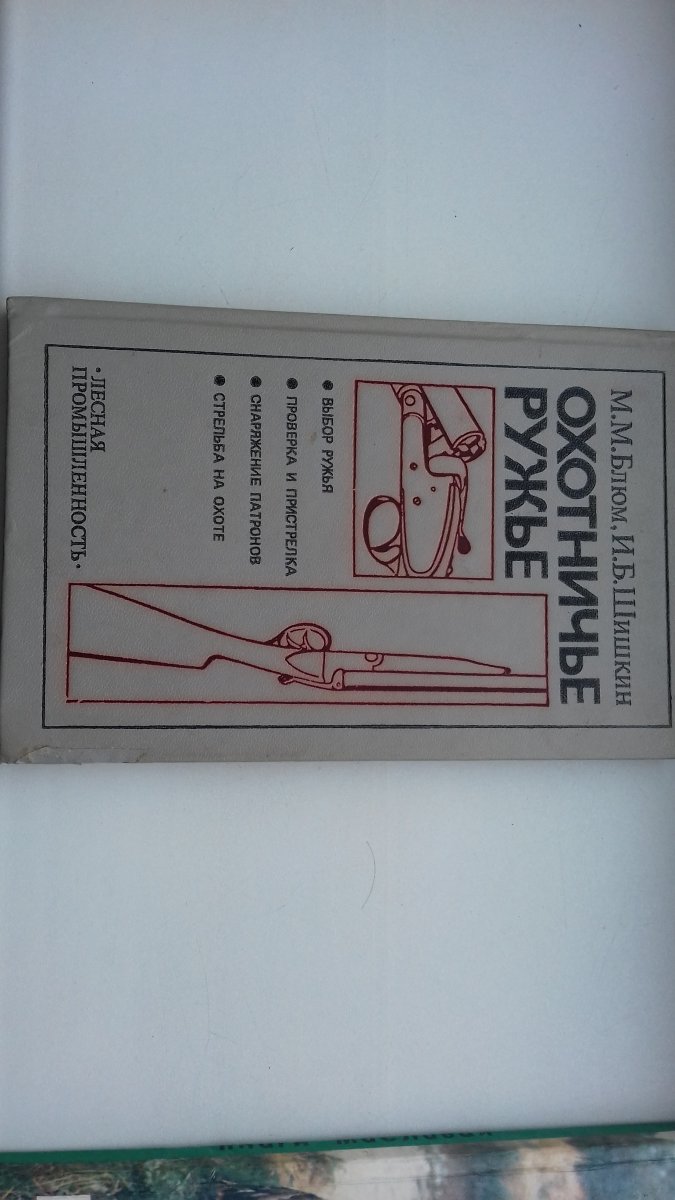 М.М.Блюм, И.Б.Шишкин
ОХОТНИЧЬЕ
РУЖЬЕ
• ВЫБОР РУЖЬЯ
• ПРОВЕРКА И ПРИСТРЕЛКА
• СНАРЯЖЕНИЕ ПАТРОНОВ
• СТРЕЛЬБА НА ОХОТЕ
·ЛЕСНАЯ
ПРОМЫШЛЕННОСТЬ·